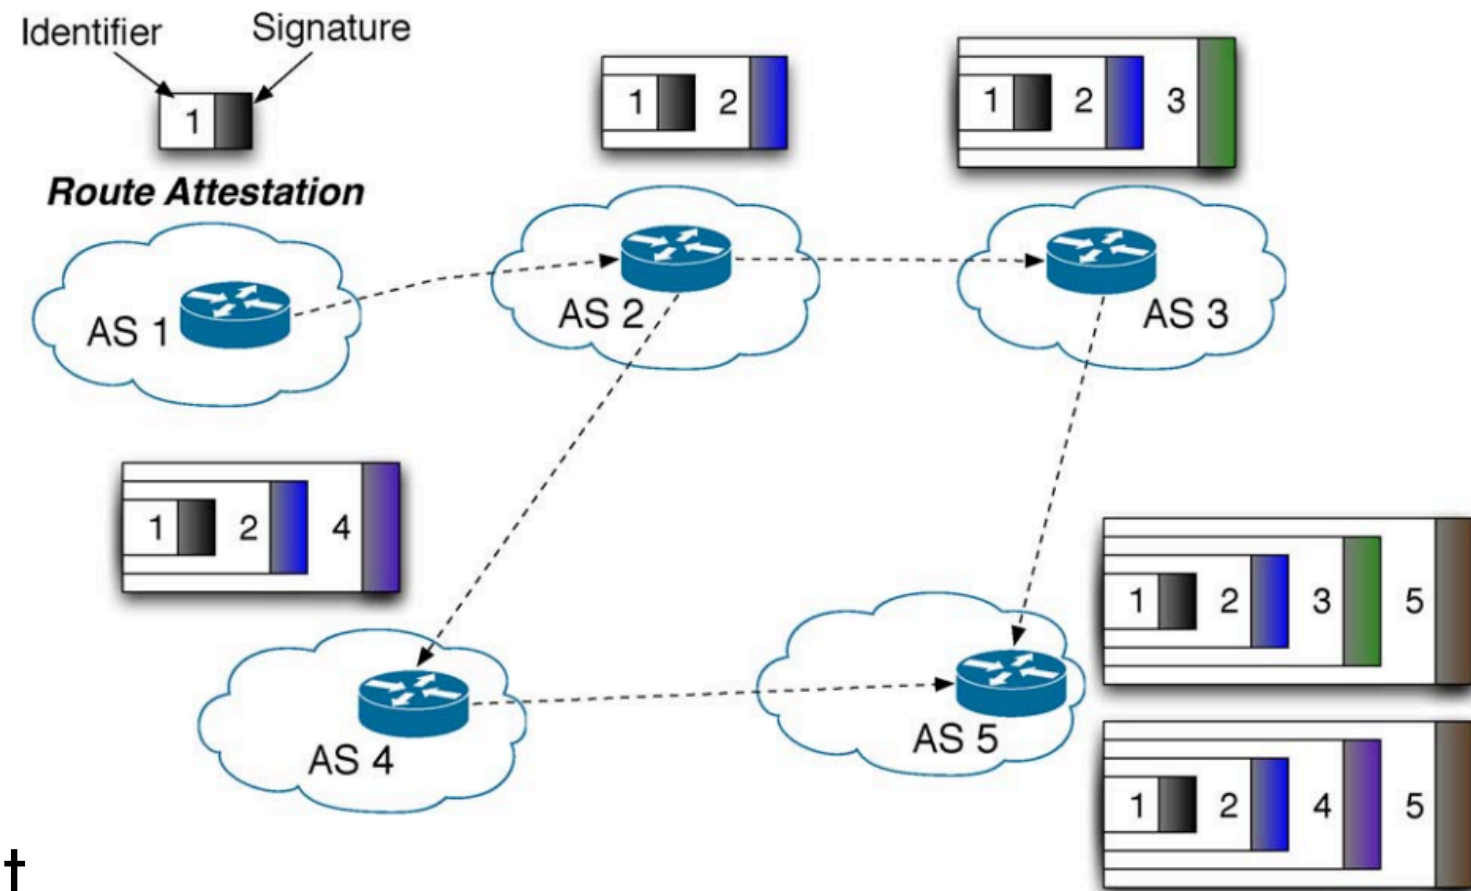 Identifier
Signature
1
Route Attestation
1 2
1 2 3
AS 1
AS 2
AS 3
1 2 4
1 2 3 5
AS 4
AS 5
1 2 4 5
†